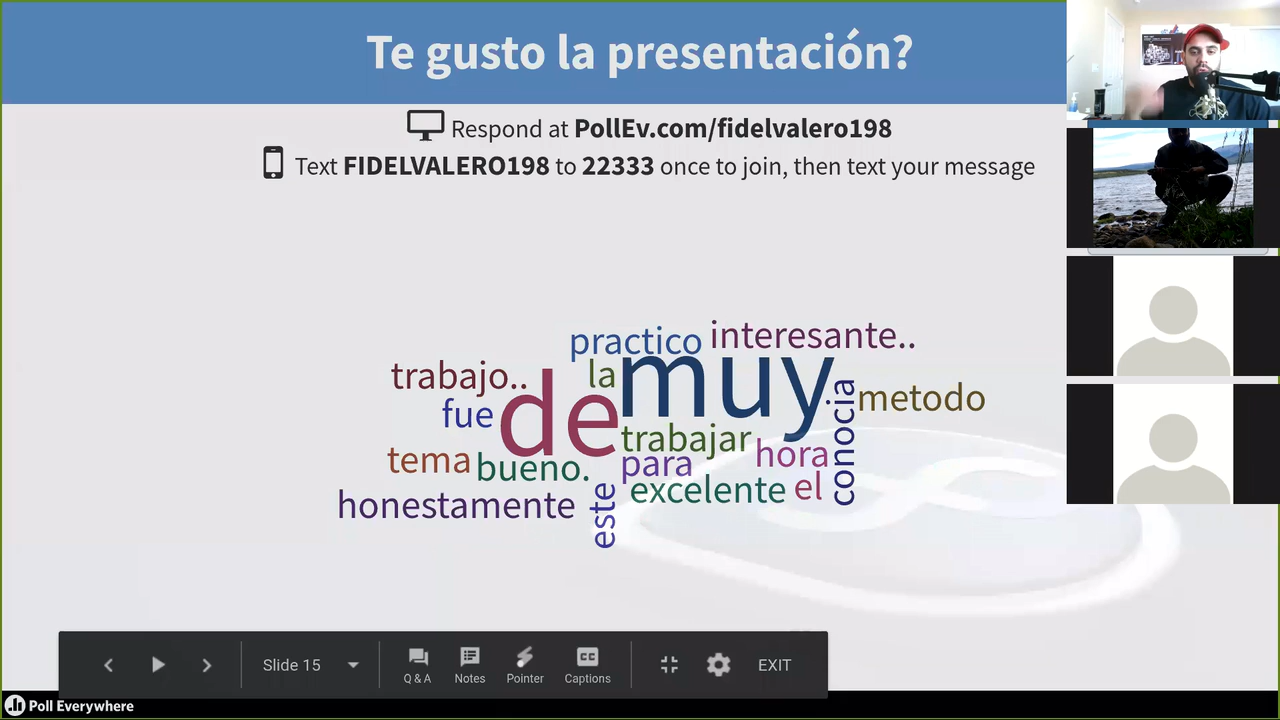 Te gusto la presentación?
Respond at PollEv.com/fidelvalero198
Text FIDELVALERO198 to 22333 once to join, then text your message
practico interesante..
trabajo.. la muy
fue de conocia metodo
trabajar
tema bueno. para hora
honestamente este excelente el
Slide 15
Q & A Notes Pointer Captions
EXIT
Poll Everywhere